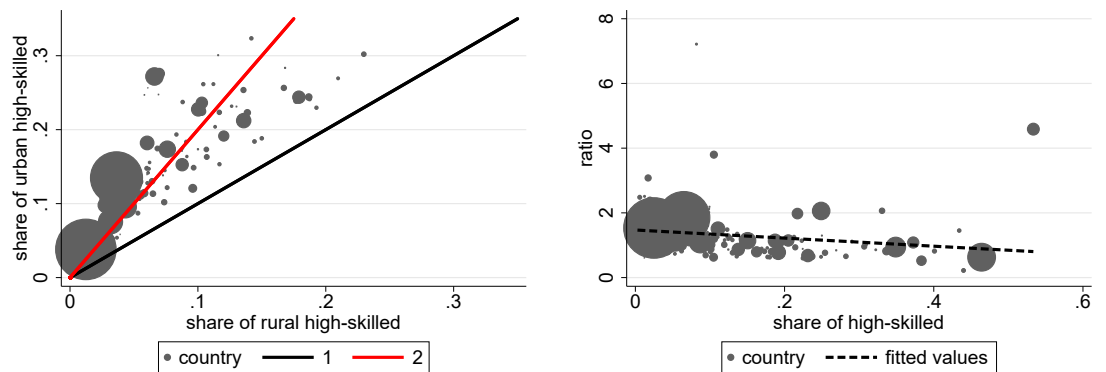 share of urban high-skilled
.3
.2
.1
0
0
.1
.2
.3
share of rural high-skilled
country
1
2
ratio
8
6
4
2
0
0
.2
.4
.6
share of high-skilled
country
fitted values